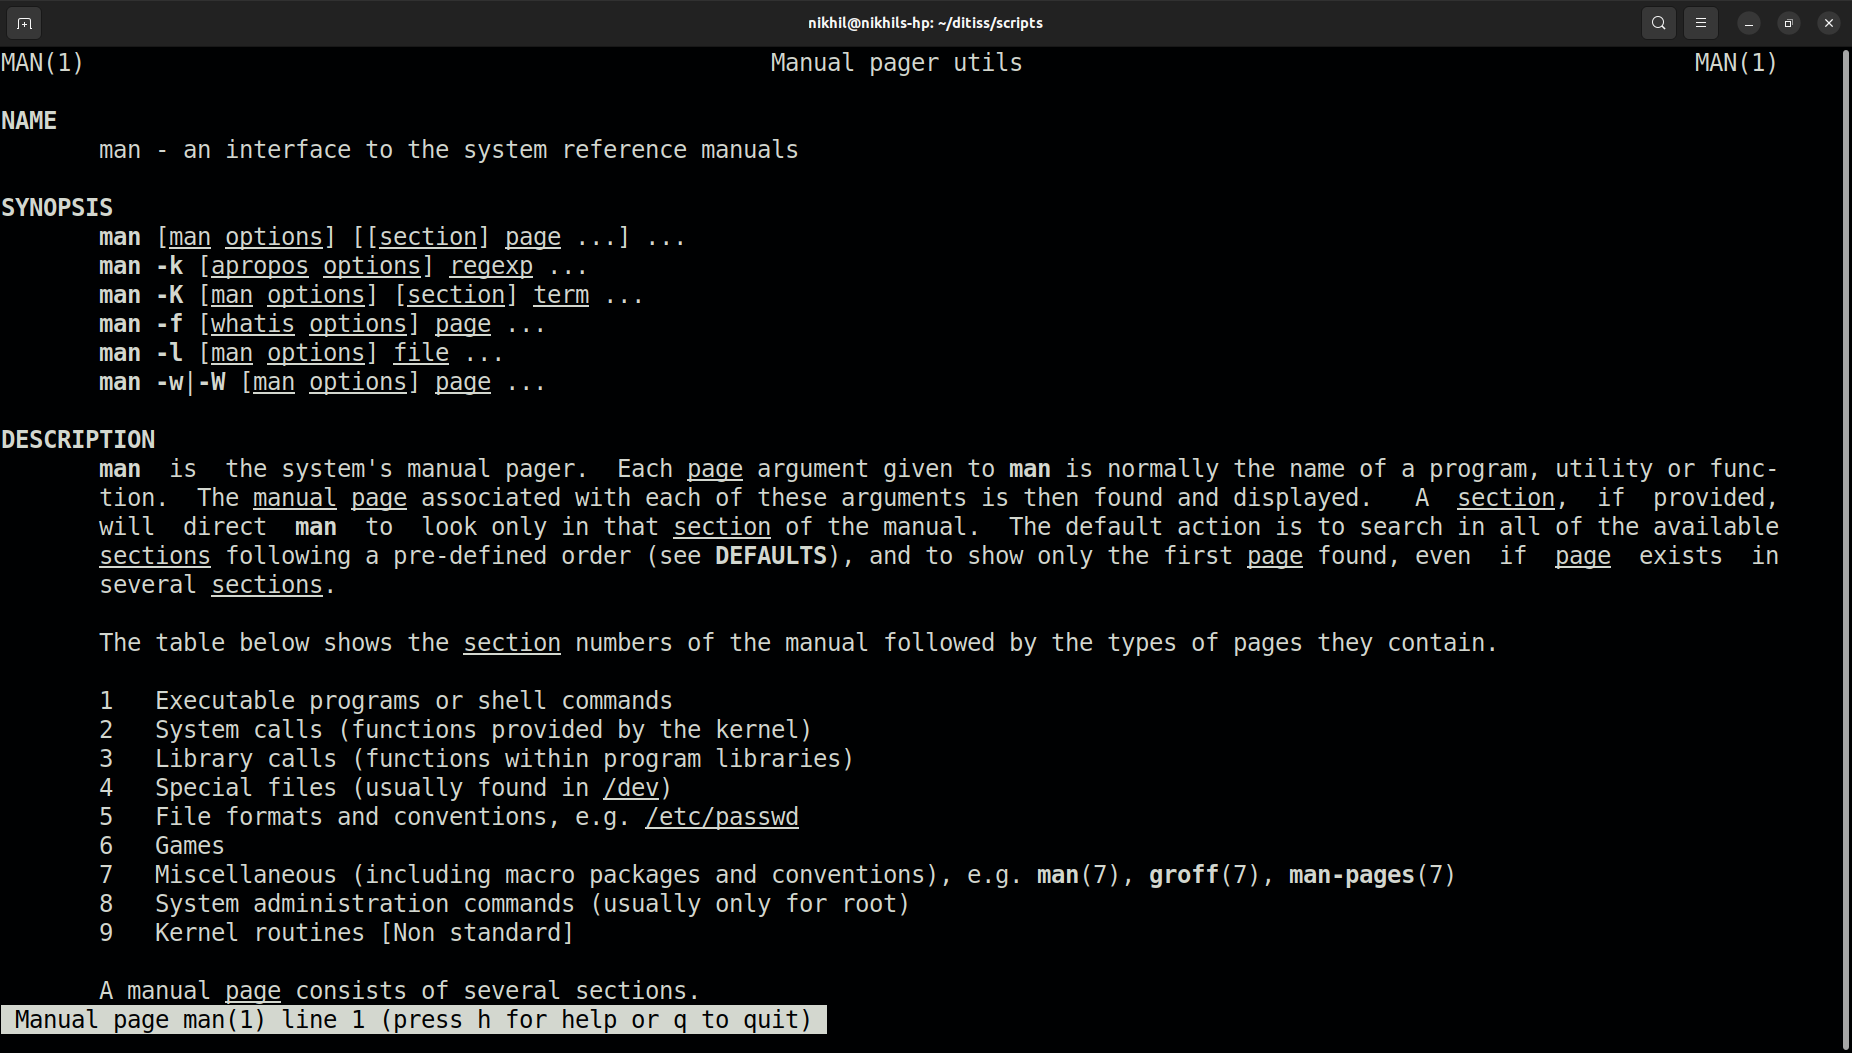 nikhil@nikhils-hp: ~/ditiss/scripts
MAN(1) Manual pager utils MAN(1)
NAME
man - an interface to the system reference manuals
SYNOPSIS
man [man options] [[section] page ...] ...
man -k [apropos options] regexp ...
man -K [man options] [section] term ...
man -f [whatis options] page ...
man -l [man options] file ...
man -w|-W [man options] page ...
DESCRIPTION
man is the system's manual pager. Each page argument given to man is normally the name of a program, utility or func-
tion. The manual page associated with each of these arguments is then found and displayed. A section, if provided,
will direct man to look only in that section of the manual. The default action is to search in all of the available
sections following a pre-defined order (see DEFAULTS), and to show only the first page found, even if page exists in
several sections.
The table below shows the section numbers of the manual followed by the types of pages they contain.
1 Executable programs or shell commands
2 System calls (functions provided by the kernel)
3 Library calls (functions within program libraries)
4 Special files (usually found in /dev)
5 File formats and conventions, e.g. /etc/passwd
6 Games
7 Miscellaneous (including macro packages and conventions), e.g. man(7), groff(7), man-pages(7)
8 System administration commands (usually only for root)
9 Kernel routines [Non standard]
A manual page consists of several sections.
Manual page man(1) line 1 (press h for help or q to quit)